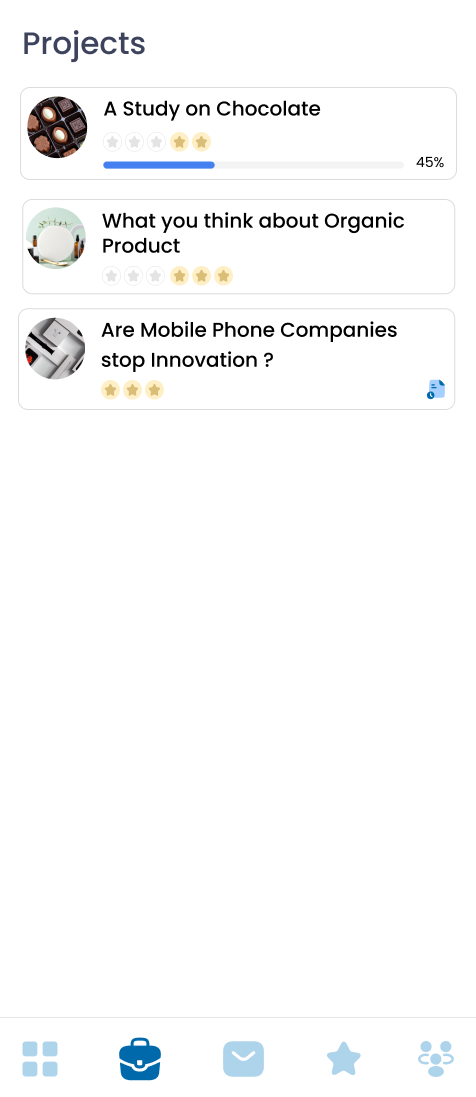 Projects
A Study on Chocolate
45%
What you think about Organic
Product
Are Mobile Phone Companies
stop Innovation ?